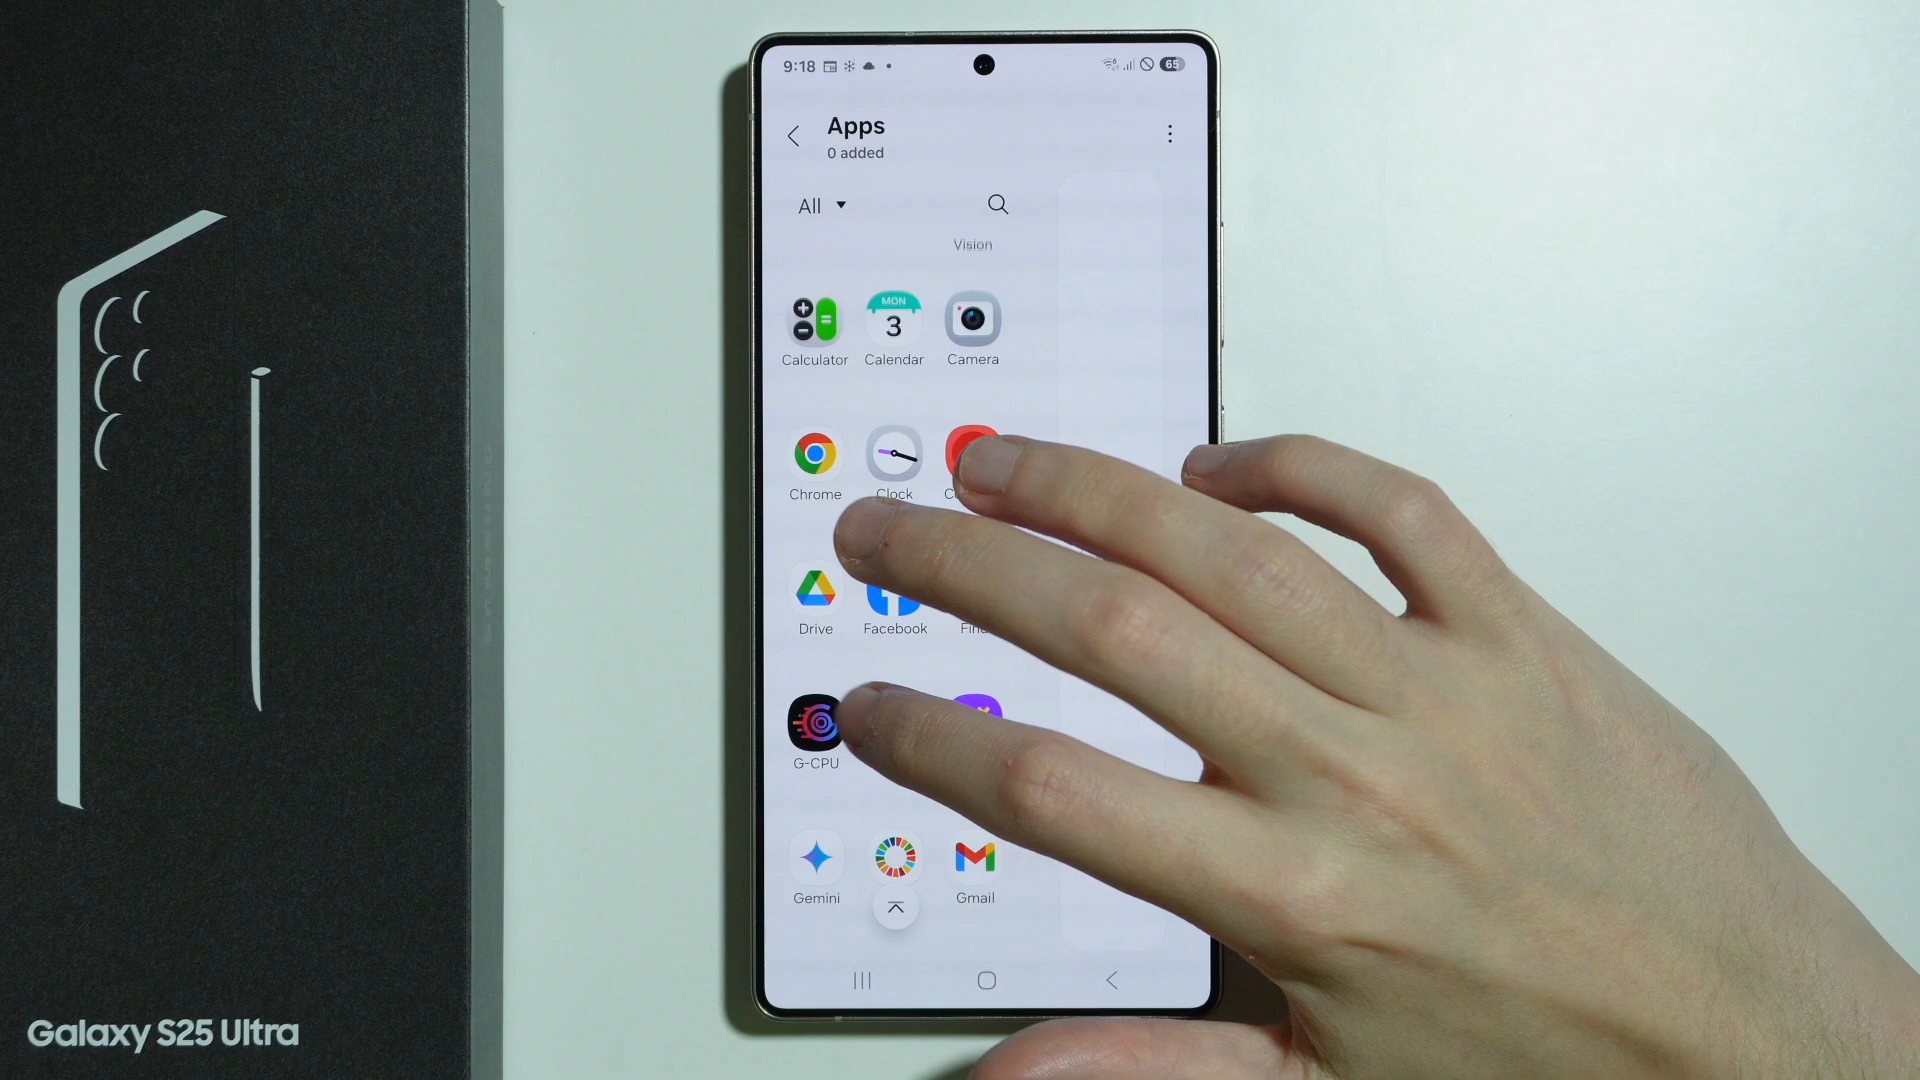 9:18
65
Apps
0 added
All
Vision
MON
3
Calculator Calendar Camera
Chrome Clock
Drive Facebook
G-CPU
Gemini Gmail
Galaxy S25 Ultra